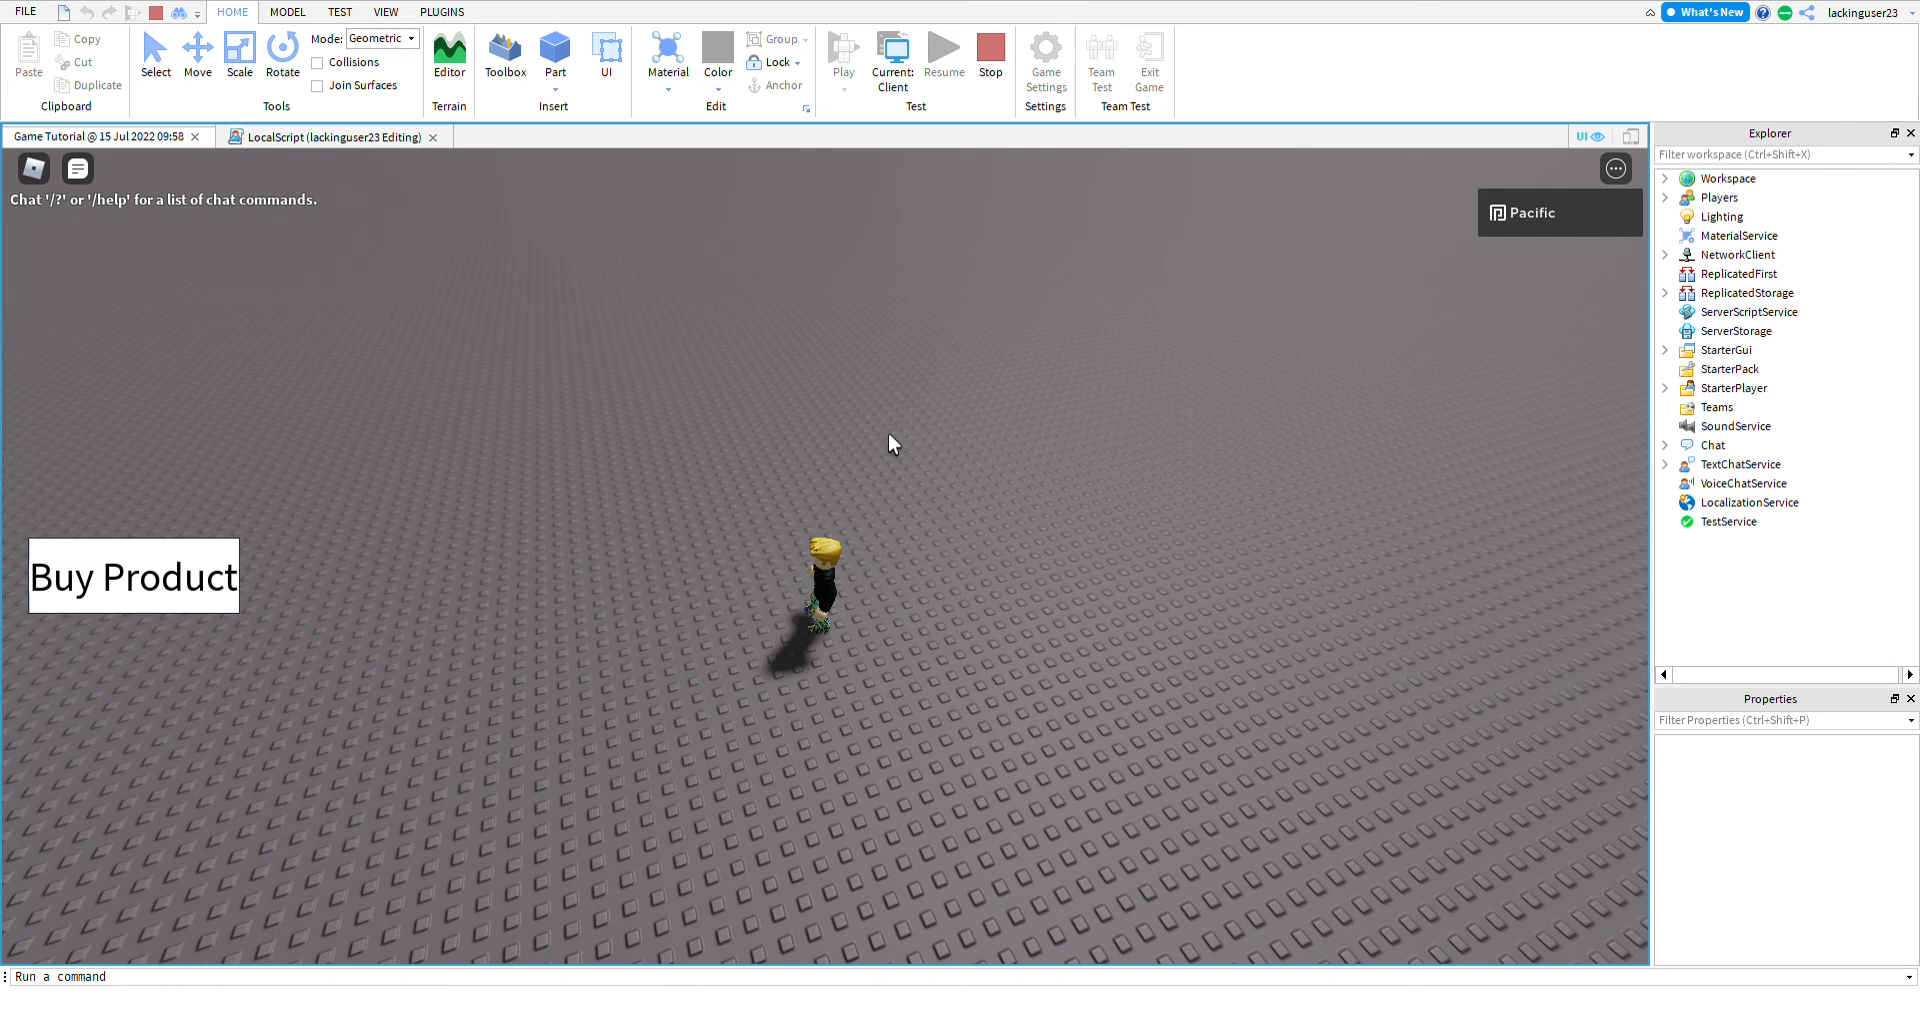 FILE
HOME
MODEL
TEST
VIEW
PLUGINS
What's New
lackinguser23
Paste
Copy
Cut
Duplicate
Clipboard
Select
Move
Scale
Rotate
Mode: Geometric
Collisions
Join Surfaces
Tools
Editor
Terrain
Toolbox
Part
UI
Insert
Material
Color
Group
Lock
Anchor
Edit
Play
Current:
Client
Resume
Stop
Test
Game
Settings
Settings
Team
Test
Exit
Game
Team Test
Game Tutorial @ 15 Jul 2022 09:58
LocalScript (lackinguser23 Editing)
UI
Chat '/?' or '/help' for a list of chat commands.
Pacific
Buy Product
Explorer
Filter workspace (Ctrl+Shift+X)
Workspace
Players
Lighting
MaterialService
NetworkClient
ReplicatedFirst
ReplicatedStorage
ServerScriptService
ServerStorage
StarterGui
StarterPack
StarterPlayer
Teams
SoundService
Chat
TextChatService
VoiceChatService
LocalizationService
TestService
Properties
Filter Properties (Ctrl+Shift+P)
Run a command